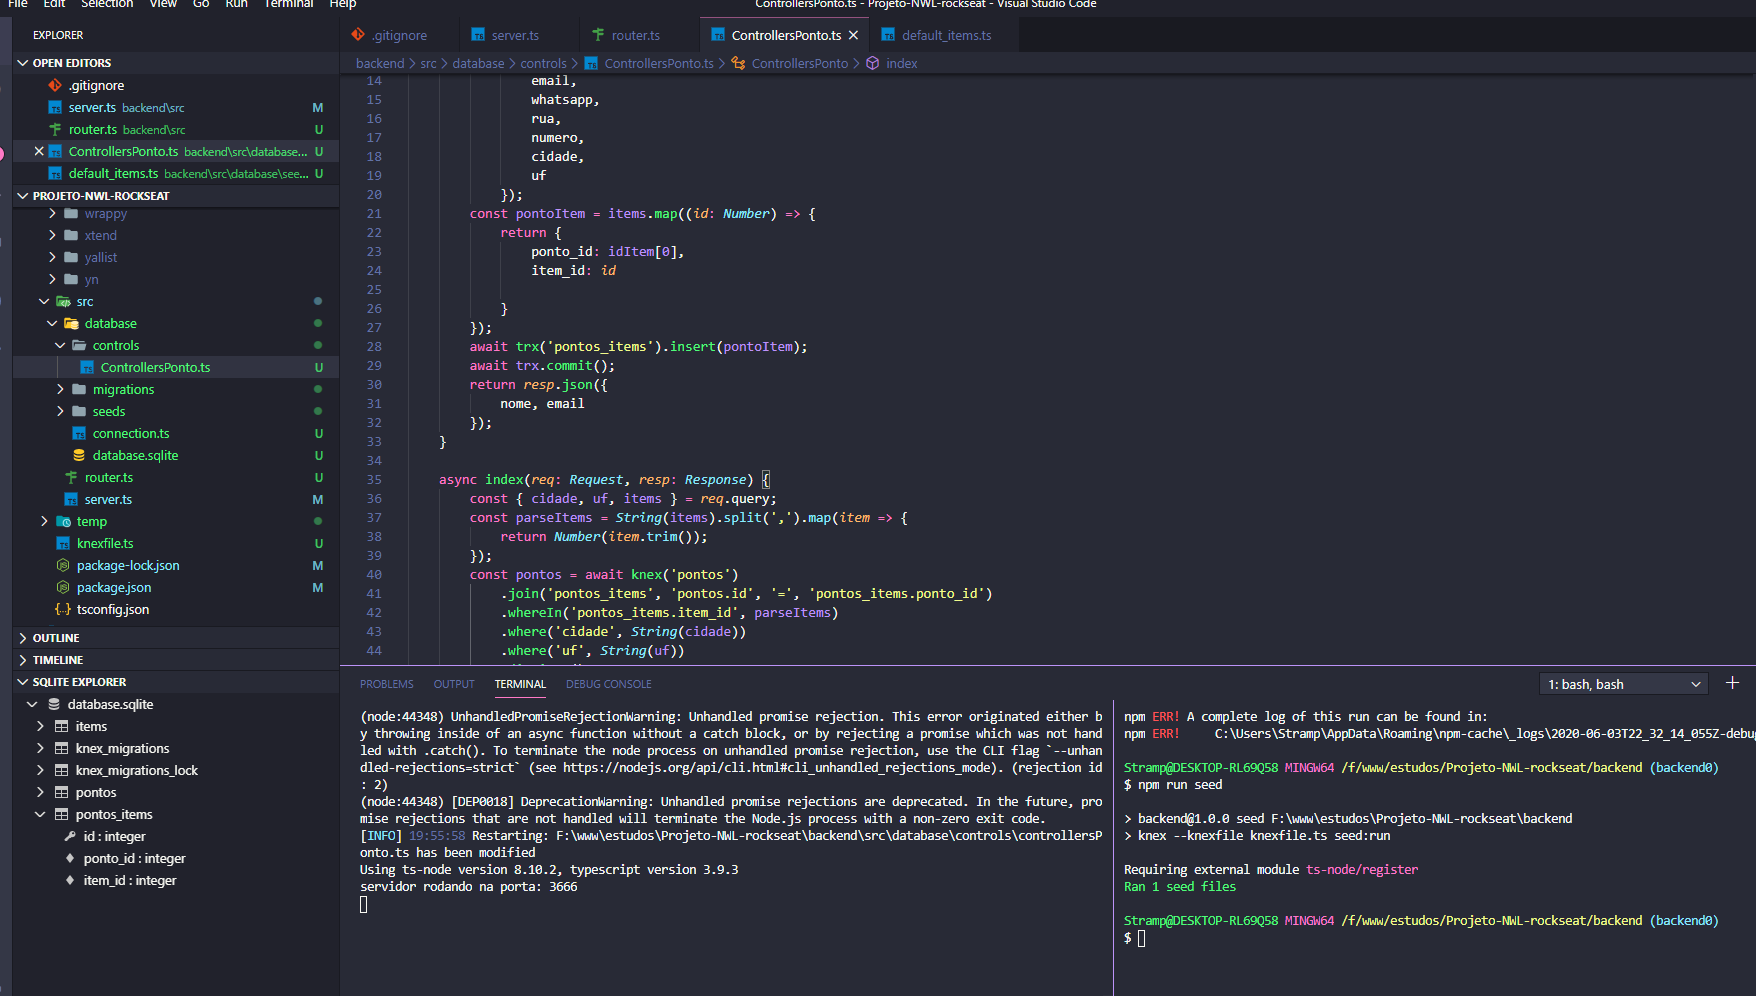 File Edit Selection View Go Run Terminal Help
ControllersPonto.ts - Projeto-NWL-rockseat - Visual Studio Code
EXPLORER
OPEN EDITORS
.gitignore
server.ts backend\src M
router.ts backend\src U
ControllersPonto.ts backend\src\database... U
default_items.ts backend\src\database\see... U
PROJETO-NWL-ROCKSEAT
wrappy
xtend
yallist
yn
src
database
controls
ControllersPonto.ts U
migrations
seeds
connection.ts U
database.sqlite U
router.ts U
server.ts M
temp
knexfile.ts U
package-lock.json M
package.json M
tsconfig.json
OUTLINE
TIMELINE
SQLITE EXPLORER
database.sqlite
items
knex_migrations
knex_migrations_lock
pontos
pontos_items
id : integer
ponto_id : integer
item_id : integer
.gitignore server.ts router.ts ControllersPonto.ts default_items.ts
backend > src > database > controls > ControllersPonto.ts > ControllersPonto > index
14 email,
15 whatsapp,
16 rua,
17 numero,
18 cidade,
19 uf
20 });
21 const pontoItem = items.map((id: Number) => {
22 return {
23 ponto_id: idItem[0],
24 item_id: id
25
26 }
27 });
28 await trx('pontos_items').insert(pontoItem);
29 await trx.commit();
30 return resp.json({
31 nome, email
32 });
33 }
34
35 async index(req: Request, resp: Response) {
36 const { cidade, uf, items } = req.query;
37 const parseItems = String(items).split(',').map(item => {
38 return Number(item.trim());
39 });
40 const pontos = await knex('pontos')
41 .join('pontos_items', 'pontos.id', '=', 'pontos_items.ponto_id')
42 .whereIn('pontos_items.item_id', parseItems)
43 .where('cidade', String(cidade))
44 .where('uf', String(uf))
PROBLEMS OUTPUT TERMINAL DEBUG CONSOLE
1: bash, bash
(node:44348) UnhandledPromiseRejectionWarning: Unhandled promise rejection. This error originated either b
y throwing inside of an async function without a catch block, or by rejecting a promise which was not hand
led with .catch(). To terminate the node process on unhandled promise rejection, use the CLI flag `--unhan
dled-rejections=strict` (see https://nodejs.org/api/cli.html#cli_unhandled_rejections_mode). (rejection id
: 2)
(node:44348) [DEP0018] DeprecationWarning: Unhandled promise rejections are deprecated. In the future, pro
mise rejections that are not handled will terminate the Node.js process with a non-zero exit code.
[INFO] 19:55:58 Restarting: F:\www\estudos\Projeto-NWL-rockseat\backend\src\database\controls\controllersP
onto.ts has been modified
Using ts-node version 8.10.2, typescript version 3.9.3
servidor rodando na porta: 3666
npm ERR! A complete log of this run can be found in:
npm ERR! C:\Users\Stramp\AppData\Roaming\npm-cache\_logs\2020-06-03T22_32_14_055Z-debug
Stramp@DESKTOP-RL69Q58 MINGW64 /f/www/estudos/Projeto-NWL-rockseat/backend (backend0)
$ npm run seed
> backend@1.0.0 seed F:\www\estudos\Projeto-NWL-rockseat\backend
> knex --knexfile knexfile.ts seed:run
Requiring external module ts-node/register
Ran 1 seed files
Stramp@DESKTOP-RL69Q58 MINGW64 /f/www/estudos/Projeto-NWL-rockseat/backend (backend0)
$